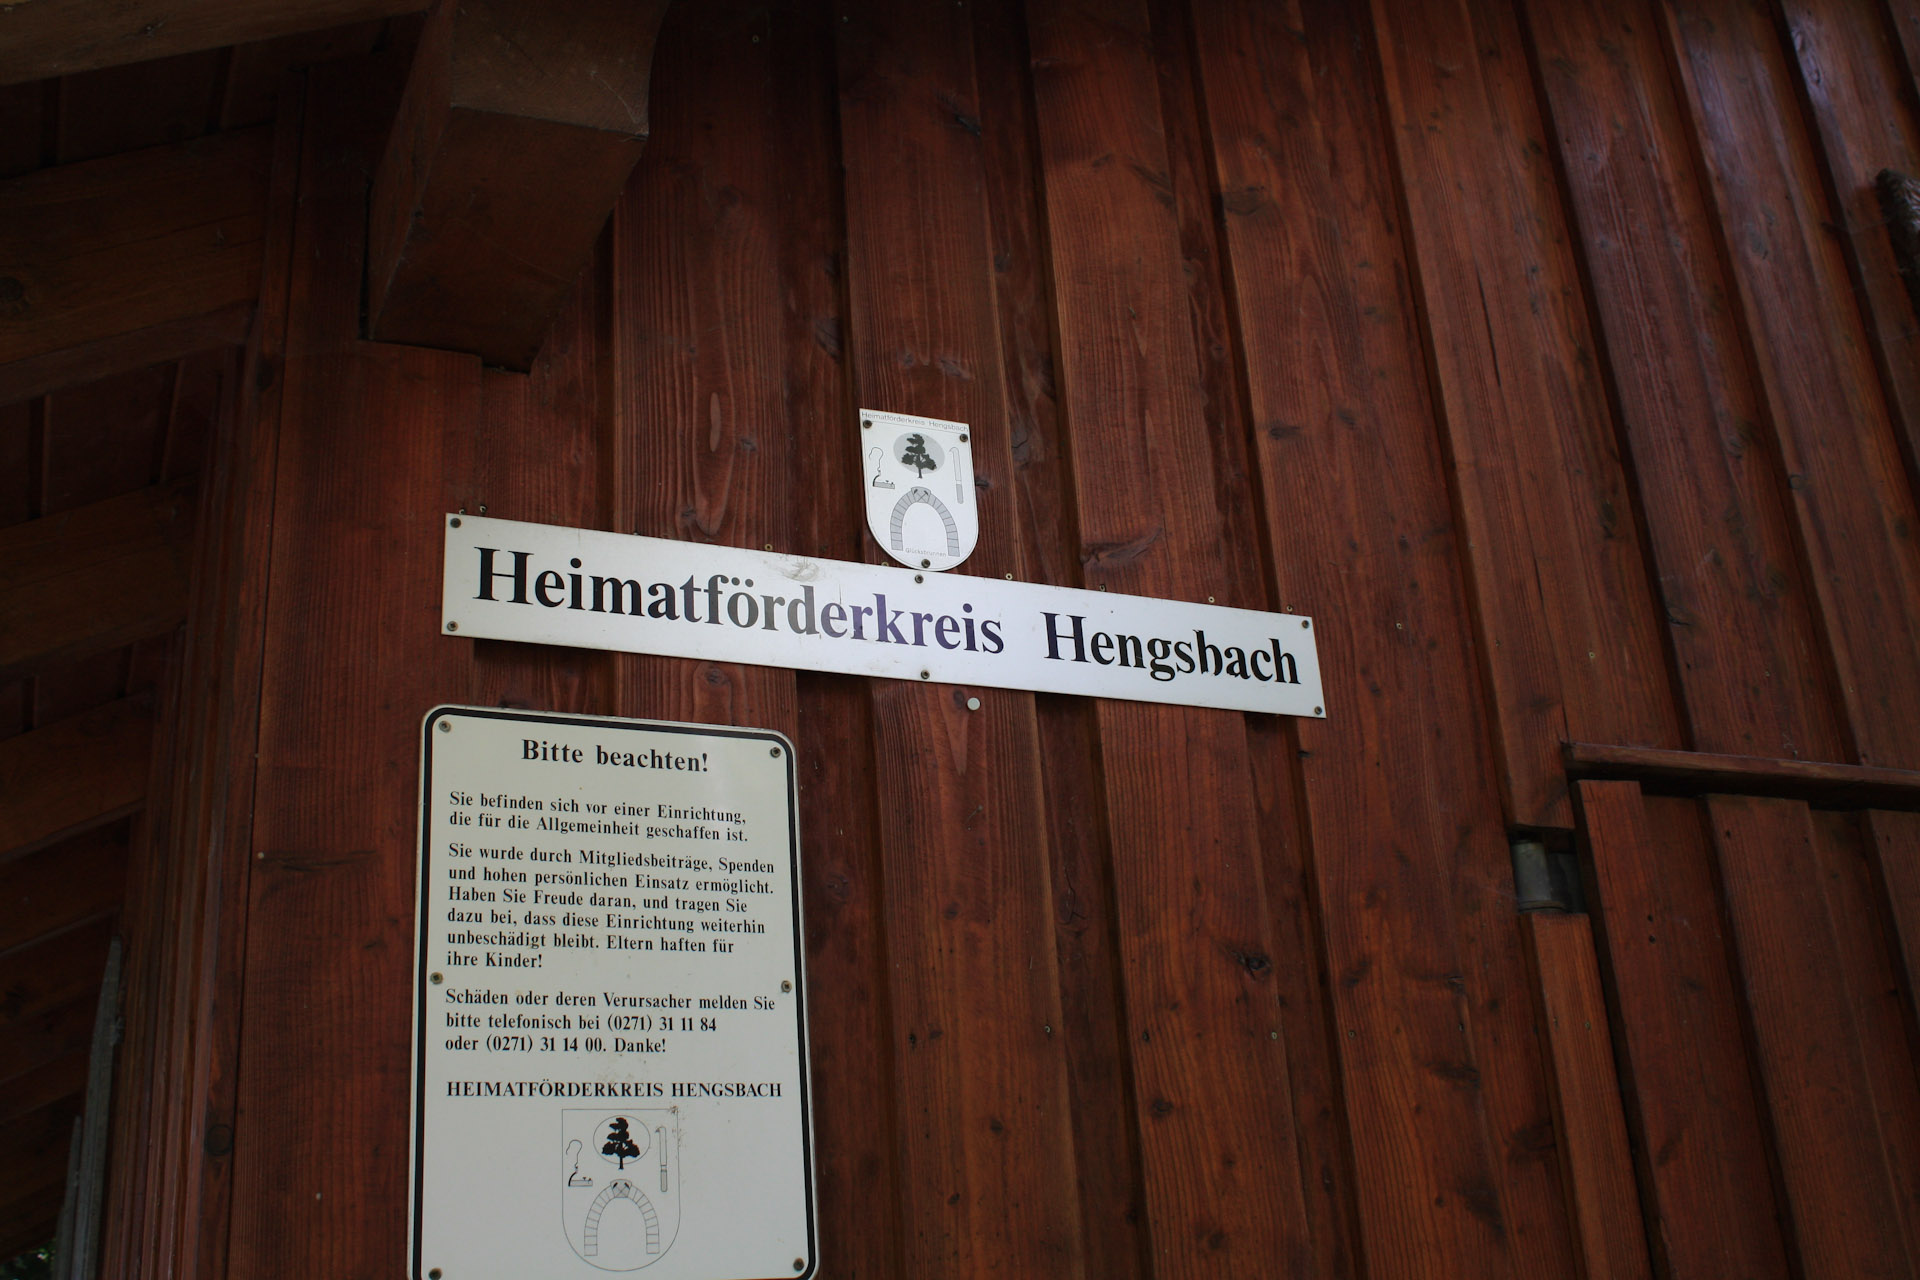 Heimatförderkreis Hengsbach
Glücksbrunnen
Heimatförderkreis Hengsbach
Bitte beachten!
Sie befinden sich vor einer Einrichtung,
die für die Allgemeinheit geschaffen ist.
Sie wurde durch Mitgliedsbeiträge, Spenden
und hohen persönlichen Einsatz ermöglicht.
Haben Sie Freude daran, und tragen Sie
dazu bei, dass diese Einrichtung weiterhin
unbeschädigt bleibt. Eltern haften für
ihre Kinder!
Schäden oder deren Verursacher melden Sie
bitte telefonisch bei (0271) 31 11 84
oder (0271) 31 14 00. Danke!
HEIMATFÖRDERKREIS HENGSBACH